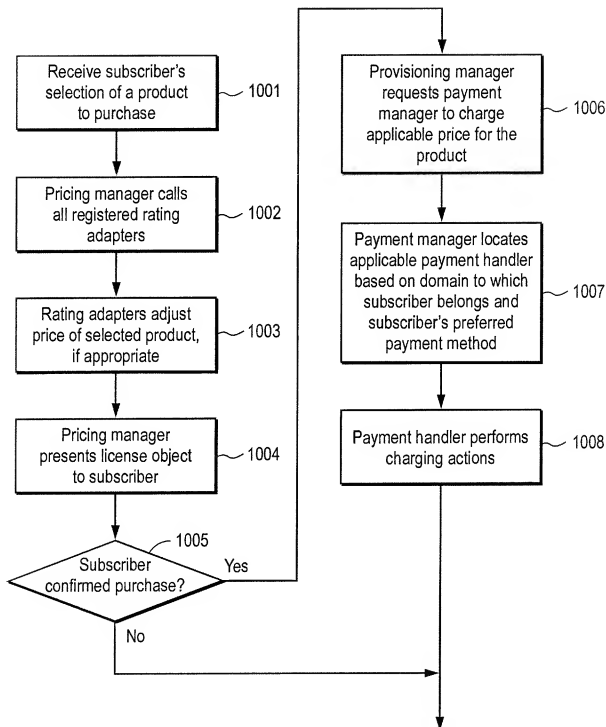 Receive subscriber's
selection of a product
to purchase
1001
Pricing manager calls
all registered rating
adapters
1002
Rating adapters adjust
price of selected product,
if appropriate
1003
Pricing manager
presents license object
to subscriber
1004
1005
Subscriber
confirmed purchase?
Yes
No
Provisioning manager
requests payment
manager to charge
applicable price for the
product
1006
Payment manager locates
applicable payment handler
based on domain to which
subscriber belongs and
subscriber's preferred
payment method
1007
Payment handler performs
charging actions
1008